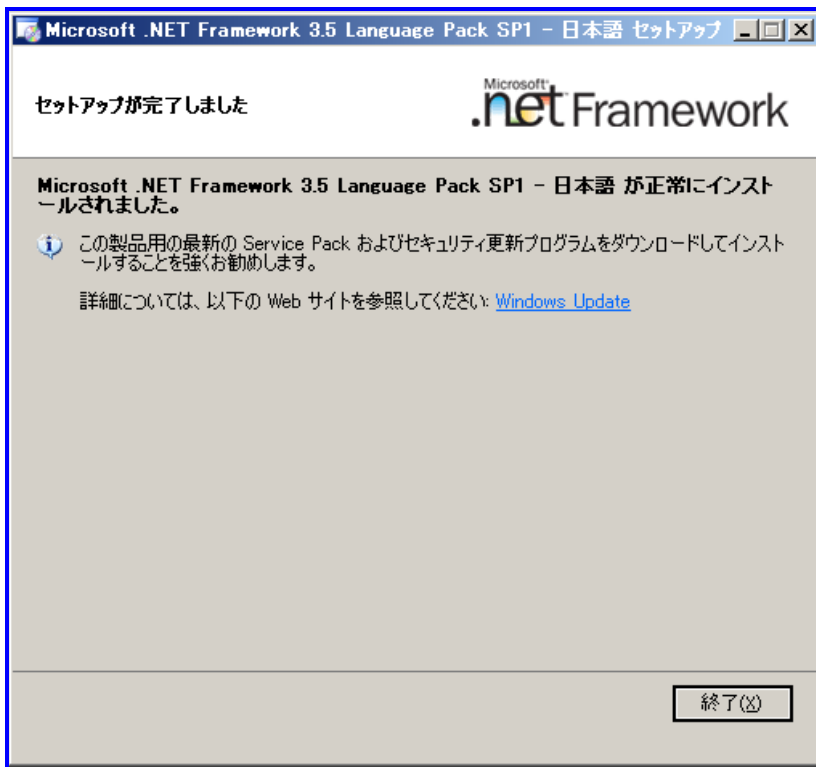 Microsoft .NET Framework 3.5 Language Pack SP1 - 日本語 セットアップ
セットアップが完了しました
Microsoft
.net Framework
Microsoft .NET Framework 3.5 Language Pack SP1 - 日本語 が正常にインスト
ールされました。
この製品用の最新の Service Pack およびセキュリティ更新プログラムをダウンロードしてインスト
ールすることを強くお勧めします。
詳細については、以下の Web サイトを参照してください: Windows Update
終了(X)